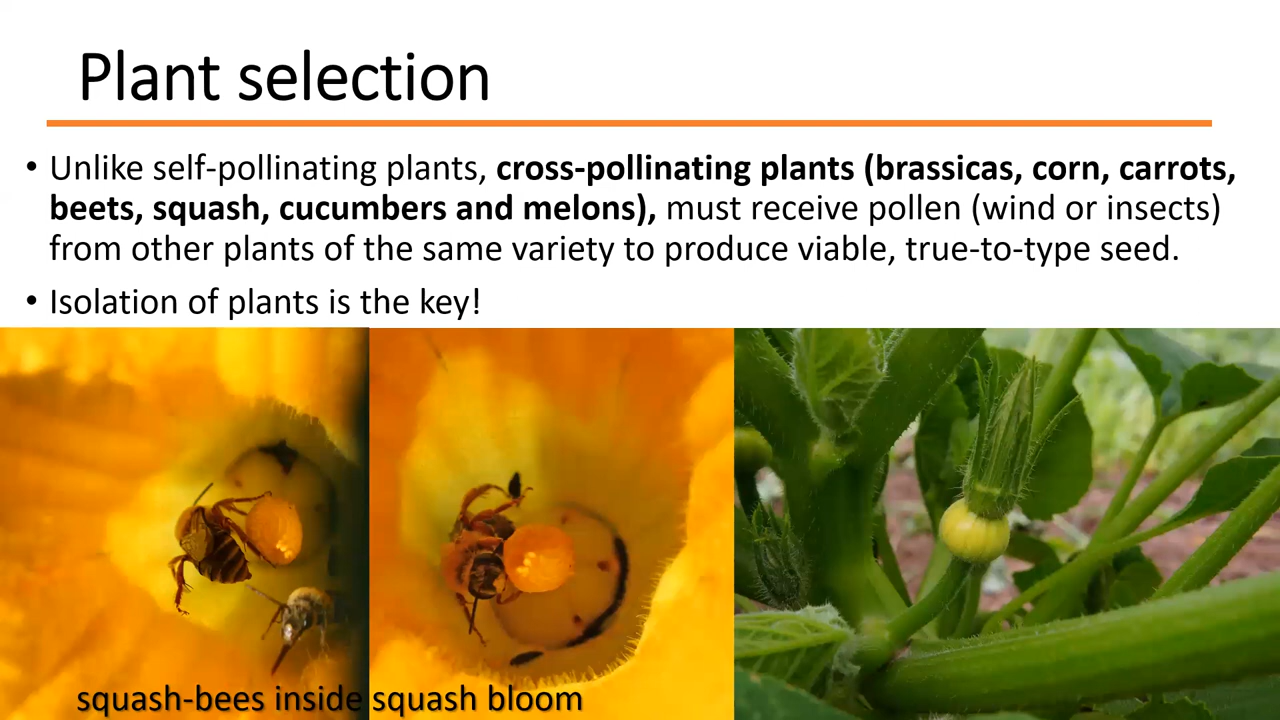 Plant selection
• Unlike self-pollinating plants, cross-pollinating plants (brassicas, corn, carrots,
beets, squash, cucumbers and melons), must receive pollen (wind or insects)
from other plants of the same variety to produce viable, true-to-type seed.
• Isolation of plants is the key!
squash-bees inside squash bloom